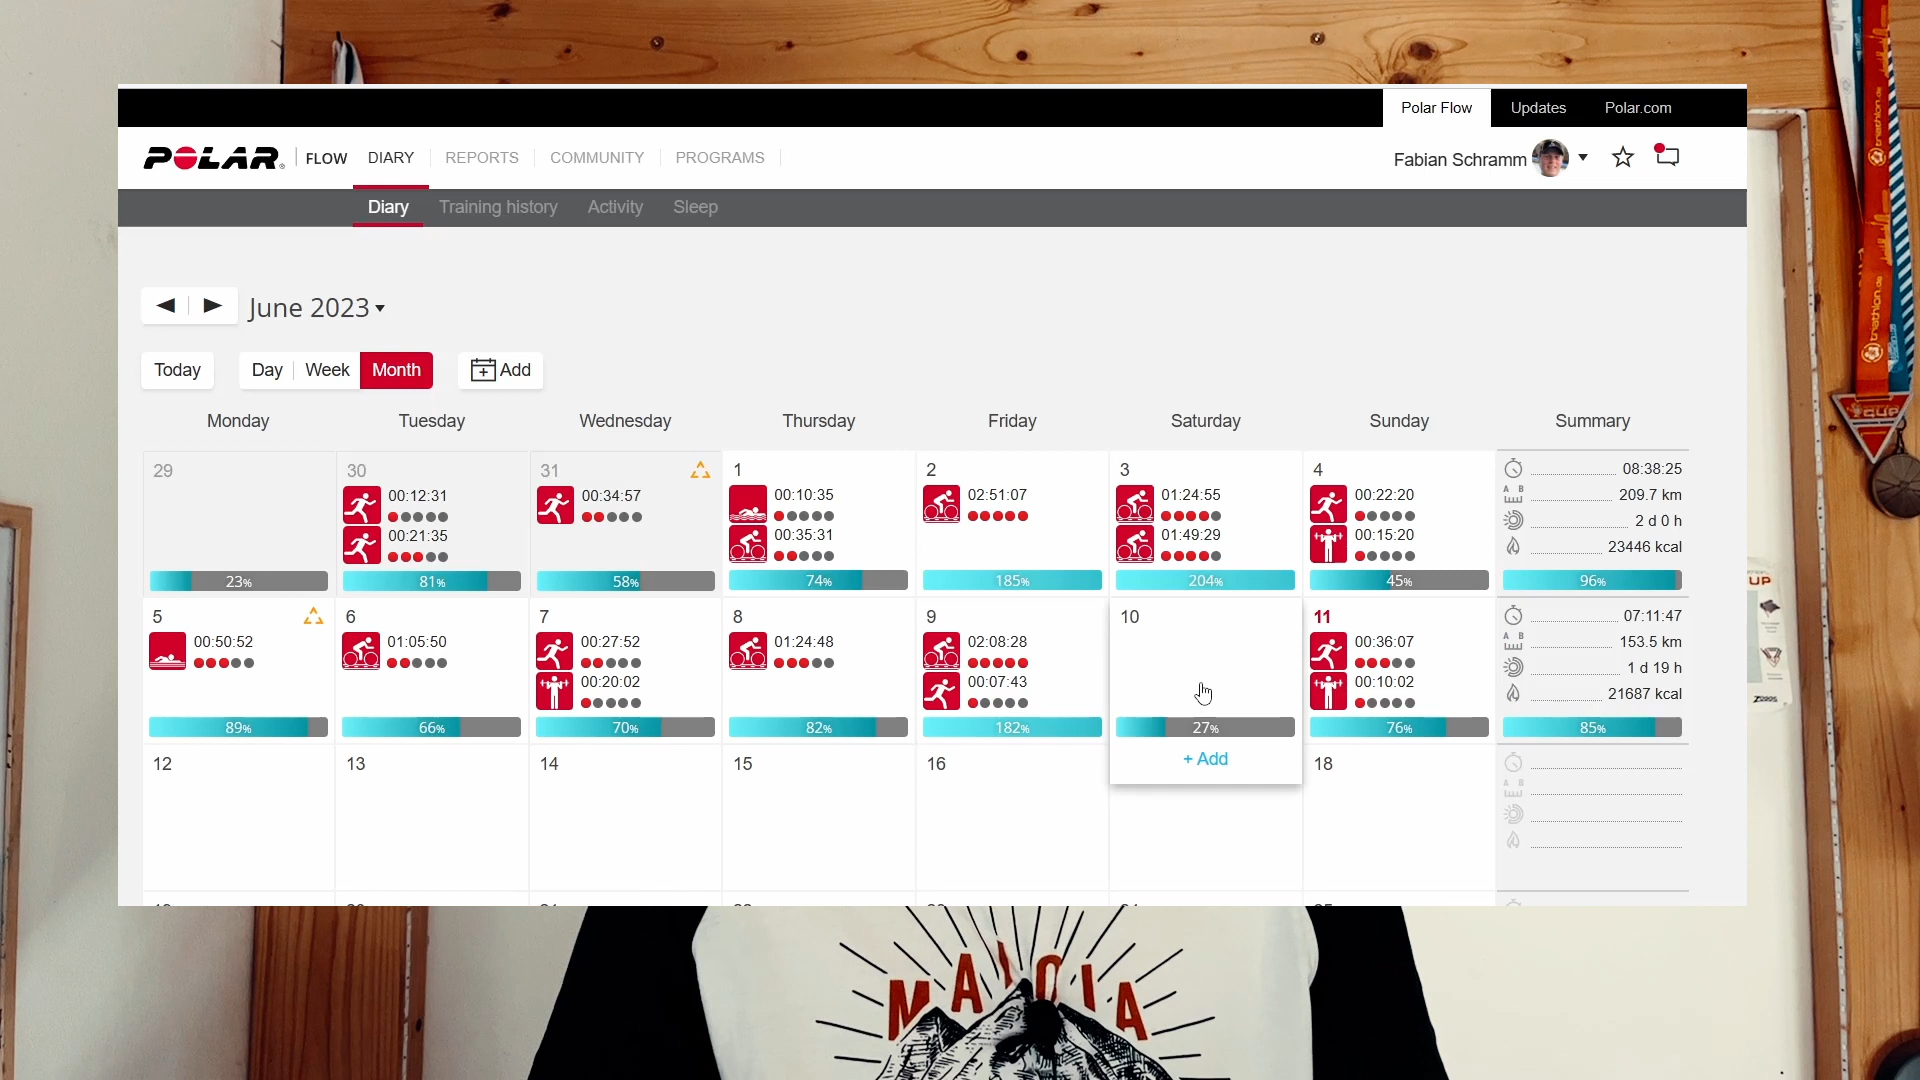 Polar Flow Updates Polar.com
POLAR FLOW DIARY REPORTS COMMUNITY PROGRAMS Fabian Schramm
Diary Training history Activity Sleep
June 2023
Today Day Week Month Add
Monday Tuesday Wednesday Thursday Friday Saturday Sunday Summary
29 30 31 1 2 3 4 08:38:25
00:12:31 00:34:57 00:10:35 02:51:07 01:24:55 00:22:20 A B 209.7 km
00:21:35 00:35:31 01:49:29 00:15:20 2 d 0 h
23446 kcal
23% 81% 58% 74% 185% 204% 45% 96%
5 6 7 8 9 10 11 07:11:47
00:50:52 01:05:50 00:27:52 01:24:48 02:08:28 00:36:07 A B 153.5 km
00:20:02 00:07:43 00:10:02 1 d 19 h
21687 kcal
89% 66% 70% 82% 182% 27% 76% 85%
+ Add
12 13 14 15 16 18
A B
MALOJA
triathlon.de
triathlon.de
CUP
UP